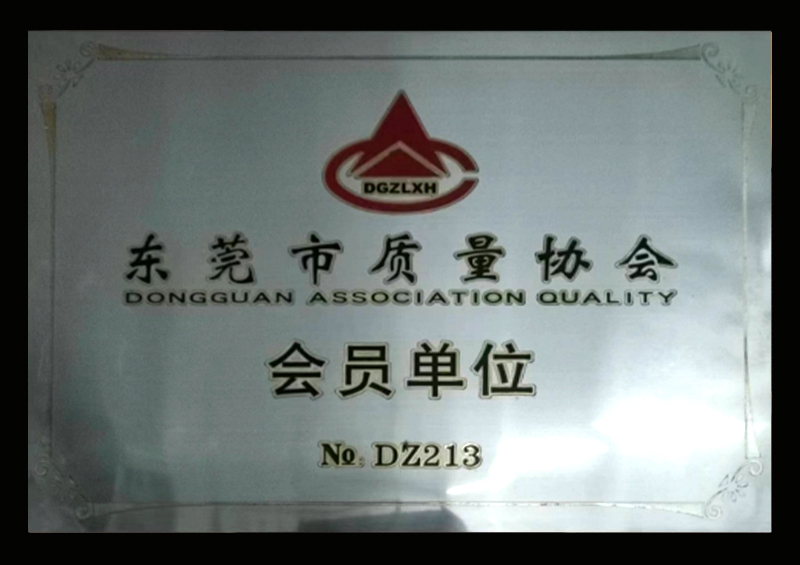 DGZLXH
东莞市质量协会
DONGGUAN ASSOCIATION QUALITY
会员单位
№: DZ213